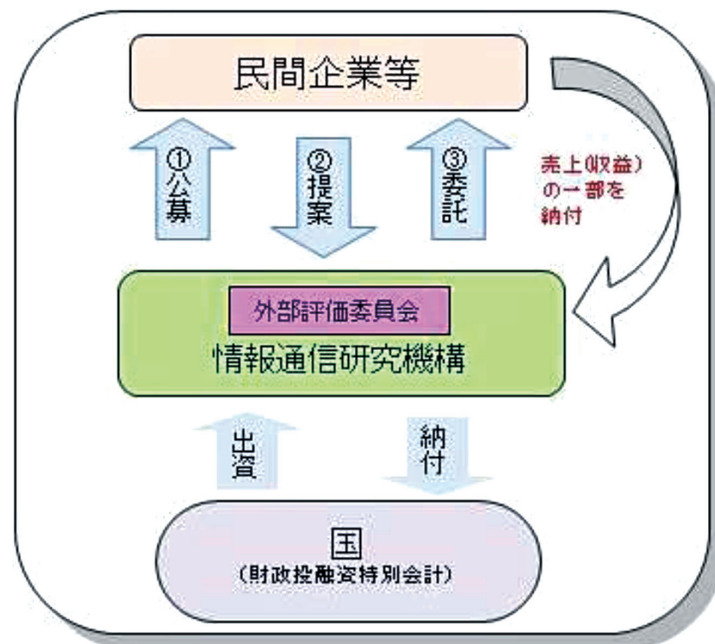 民間企業等
①公募
②提案
③委託
売上(収益)
の一部を
納付
外部評価委員会
情報通信研究機構
出資
納付
国
(財政投融資特別会計)